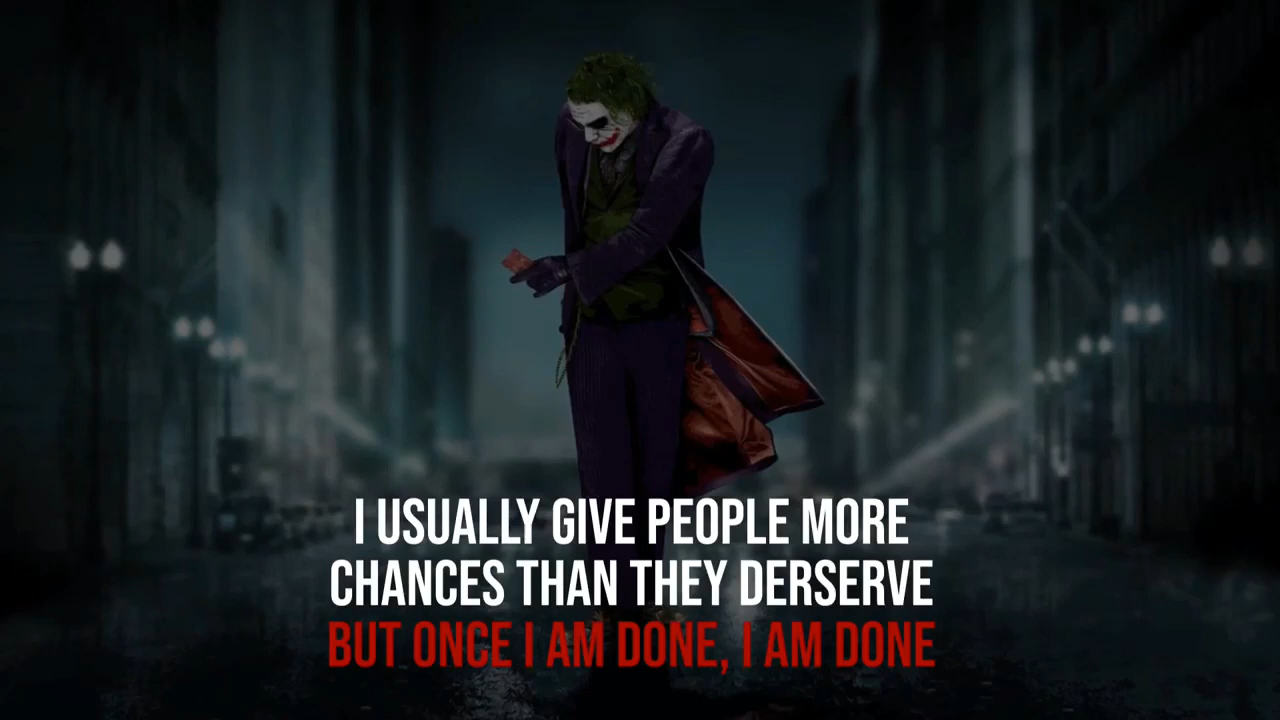 I USUALLY GIVE PEOPLE MORE
CHANCES THAN THEY DERSERVE
BUT ONCE I AM DONE, I AM DONE